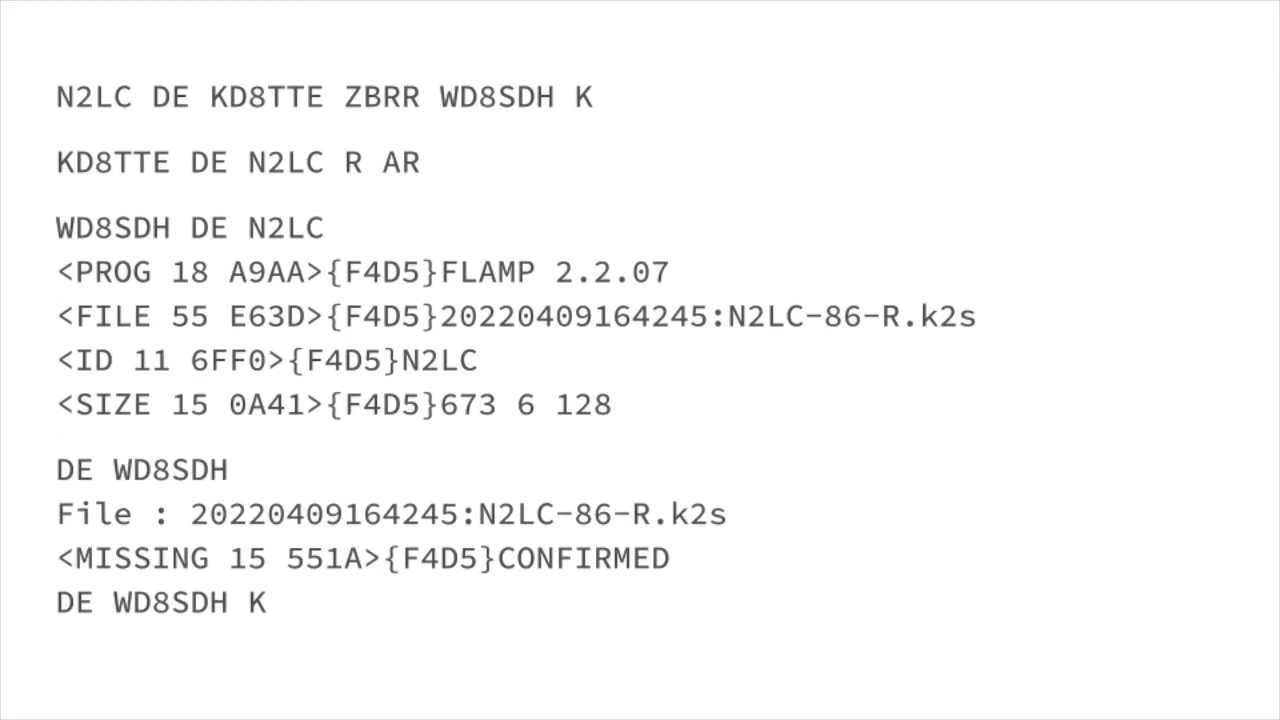 N2LC DE KD8TTE ZBRR WD8SDH K
KD8TTE DE N2LC R AR
WD8SDH DE N2LC
<PROG 18 A9AA>{F4D5}FLAMP 2.2.07
<FILE 55 E63D>{F4D5}20220409164245:N2LC-86-R.k2s
<ID 11 6FF0>{F4D5}N2LC
<SIZE 15 0A41>{F4D5}673 6 128
DE WD8SDH
File : 20220409164245:N2LC-86-R.k2s
<MISSING 15 551A>{F4D5}CONFIRMED
DE WD8SDH K